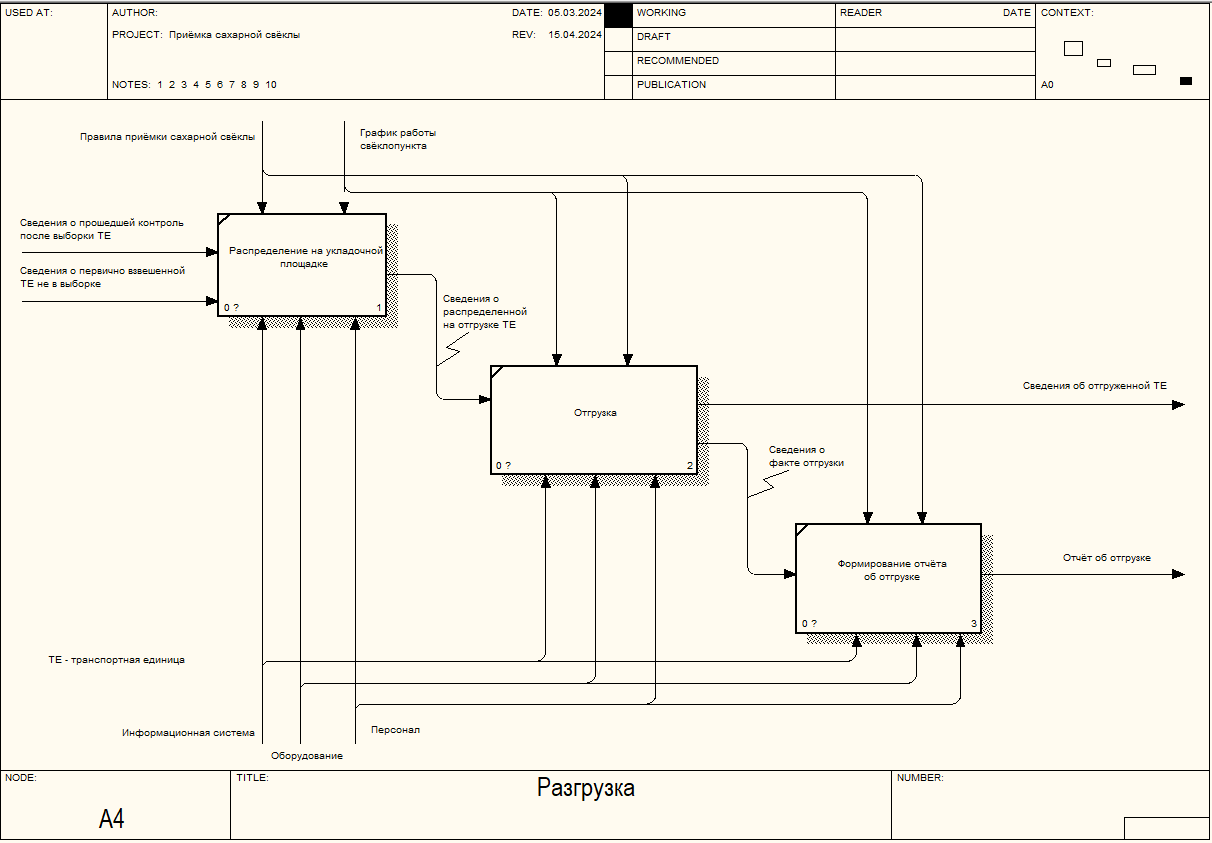 USED AT:
AUTHOR:
DATE: 05.03.2024
PROJECT: Приёмка сахарной свёклы
REV: 15.04.2024
NOTES: 1 2 3 4 5 6 7 8 9 10
WORKING
DRAFT
RECOMMENDED
PUBLICATION
READER
DATE
CONTEXT:
A0
Правила приёмки сахарной свёклы
График работы
свёклопункта
Сведения о прошедшей контроль
после выборки ТЕ
Сведения о первично взвешенной
ТЕ не в выборке
Распределение на укладочной
площадке
0 ?
1
Сведения о
распределенной
на отгрузке ТЕ
Отгрузка
0 ?
2
Сведения об отгруженной ТЕ
Сведения о
факте отгрузки
Формирование отчёта
об отгрузке
0 ?
3
Отчёт об отгрузке
ТЕ - транспортная единица
Информационная система
Оборудование
Персонал
NODE:
A4
TITLE:
Разгрузка
NUMBER: